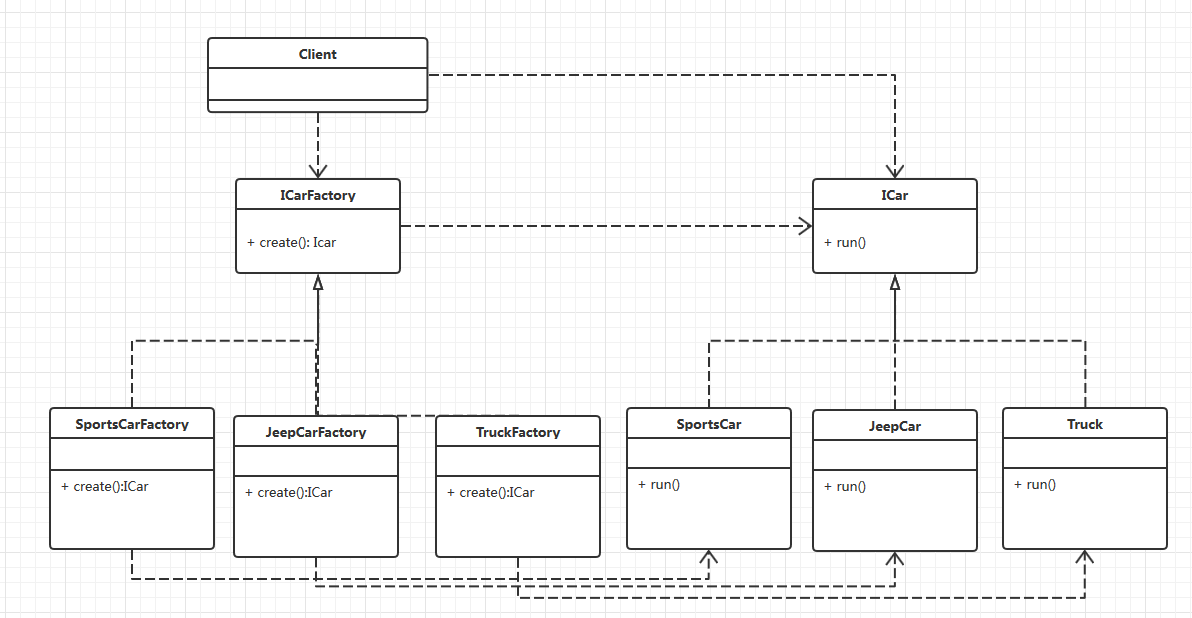 Client
ICarFactory
+ create(): Icar
ICar
+ run()
SportsCarFactory
+ create():ICar
JeepCarFactory
+ create():ICar
TruckFactory
+ create():ICar
SportsCar
+ run()
JeepCar
+ run()
Truck
+ run()